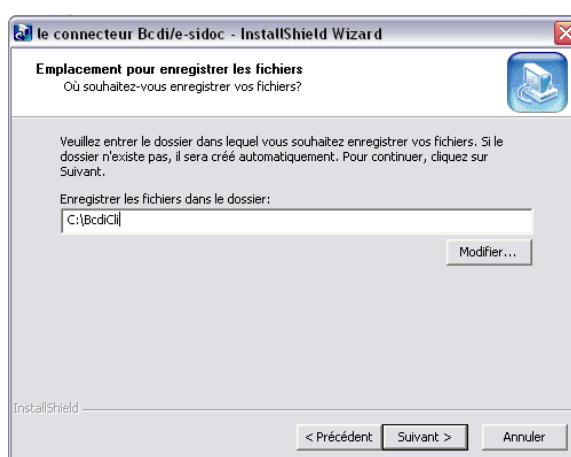 le connecteur Bcdi/e-sidoc - InstallShield Wizard
Emplacement pour enregistrer les fichiers
Où souhaitez-vous enregistrer vos fichiers?
Veuillez entrer le dossier dans lequel vous souhaitez enregistrer vos fichiers. Si le
dossier n'existe pas, il sera créé automatiquement. Pour continuer, cliquez sur
Suivant.
Enregistrer les fichiers dans le dossier:
C:\BcdiCli
Modifier...
InstallShield
< Précédent Suivant > Annuler